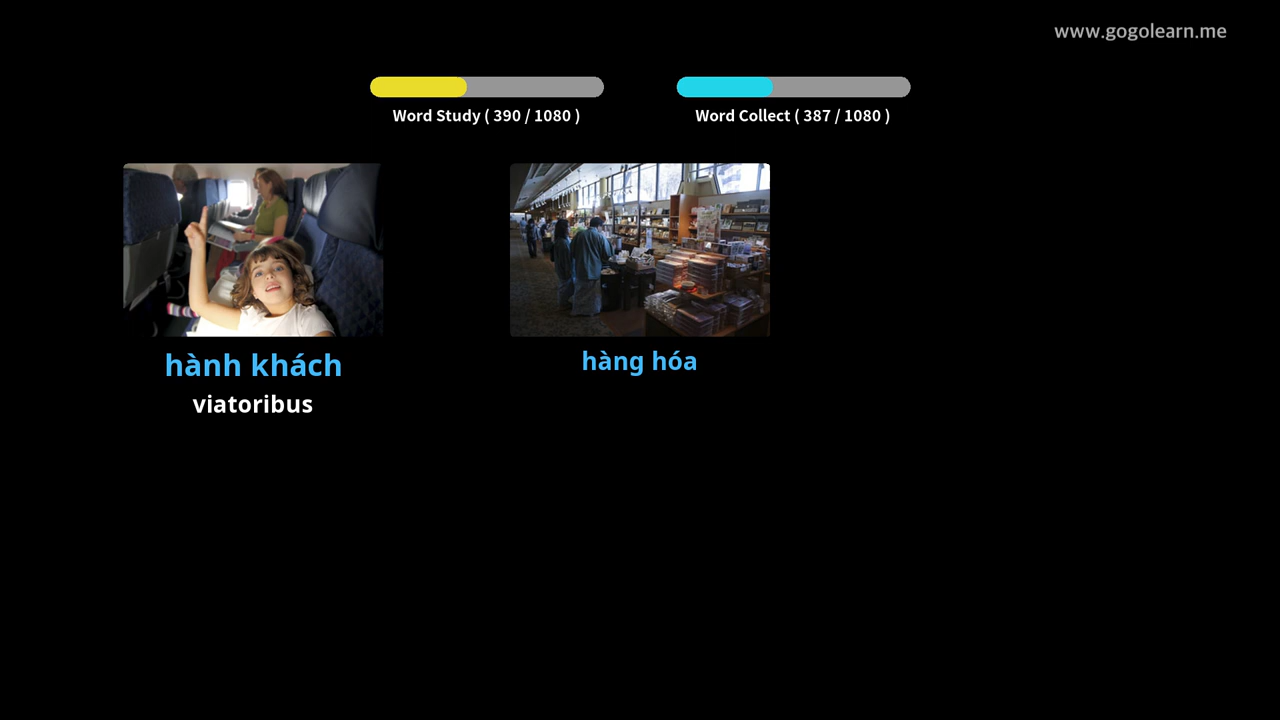 www.gogolearn.me
Word Study ( 390 / 1080 )
Word Collect ( 387 / 1080 )
hành khách
viatoribus
hàng hóa